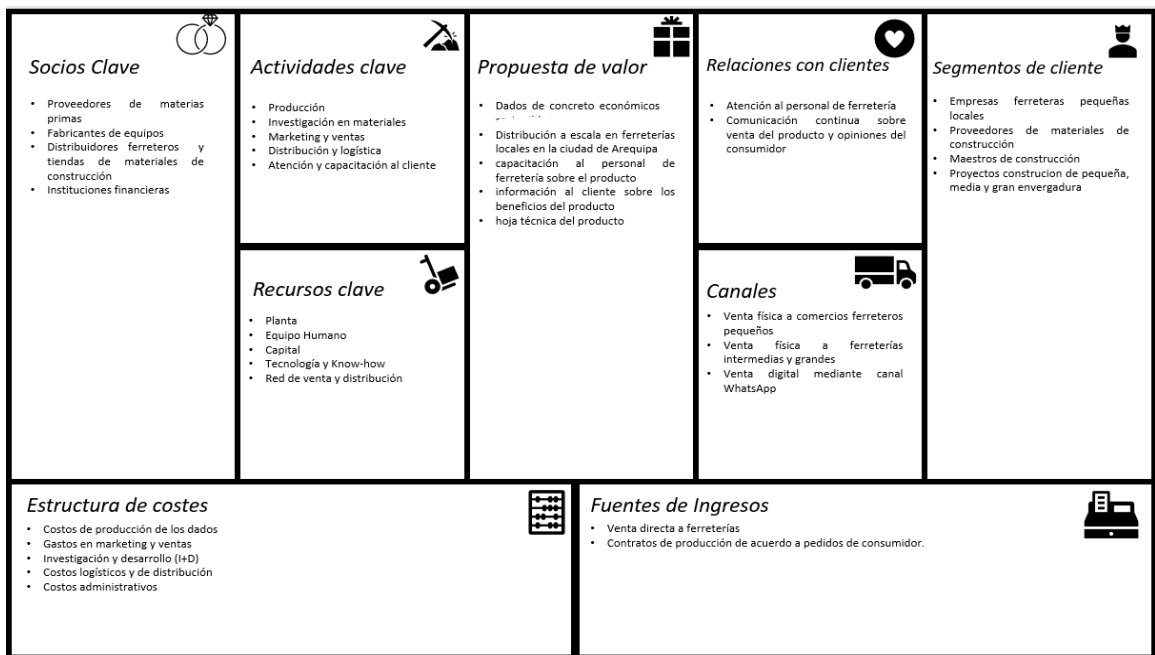 Socios Clave
• Proveedores de materias
primas
• Fabricantes de equipos
• Distribuidores ferreteros y
tiendas de materiales de
construcción
• Instituciones financieras
Actividades clave
• Producción
• Investigación en materiales
• Marketing y ventas
• Distribución y logística
• Atención y capacitación al cliente
Recursos clave
• Planta
• Equipo Humano
• Capital
• Tecnología y Know-how
• Red de venta y distribución
Propuesta de valor
• Dados de concreto económicos
• Distribución a escala en ferreterías
locales en la ciudad de Arequipa
• capacitación al personal de
ferretería sobre el producto
• información al cliente sobre los
beneficios del producto
• hoja técnica del producto
Relaciones con clientes
• Atención al personal de ferretería
• Comunicación continua sobre
venta del producto y opiniones del
consumidor
Canales
• Venta física a comercios ferreteros
pequeños
• Venta física a ferreterías
intermedias y grandes
• Venta digital mediante canal
WhatsApp
Segmentos de cliente
• Empresas ferreteras pequeñas
locales
• Proveedores de materiales de
construcción
• Maestros de construcción
• Proyectos construcion de pequeña,
media y gran envergadura
Estructura de costes
• Costos de producción de los dados
• Gastos en marketing y ventas
• Investigación y desarrollo (I+D)
• Costos logísticos y de distribución
• Costos administrativos
Fuentes de Ingresos
• Venta directa a ferreterías
• Contratos de producción de acuerdo a pedidos de consumidor.